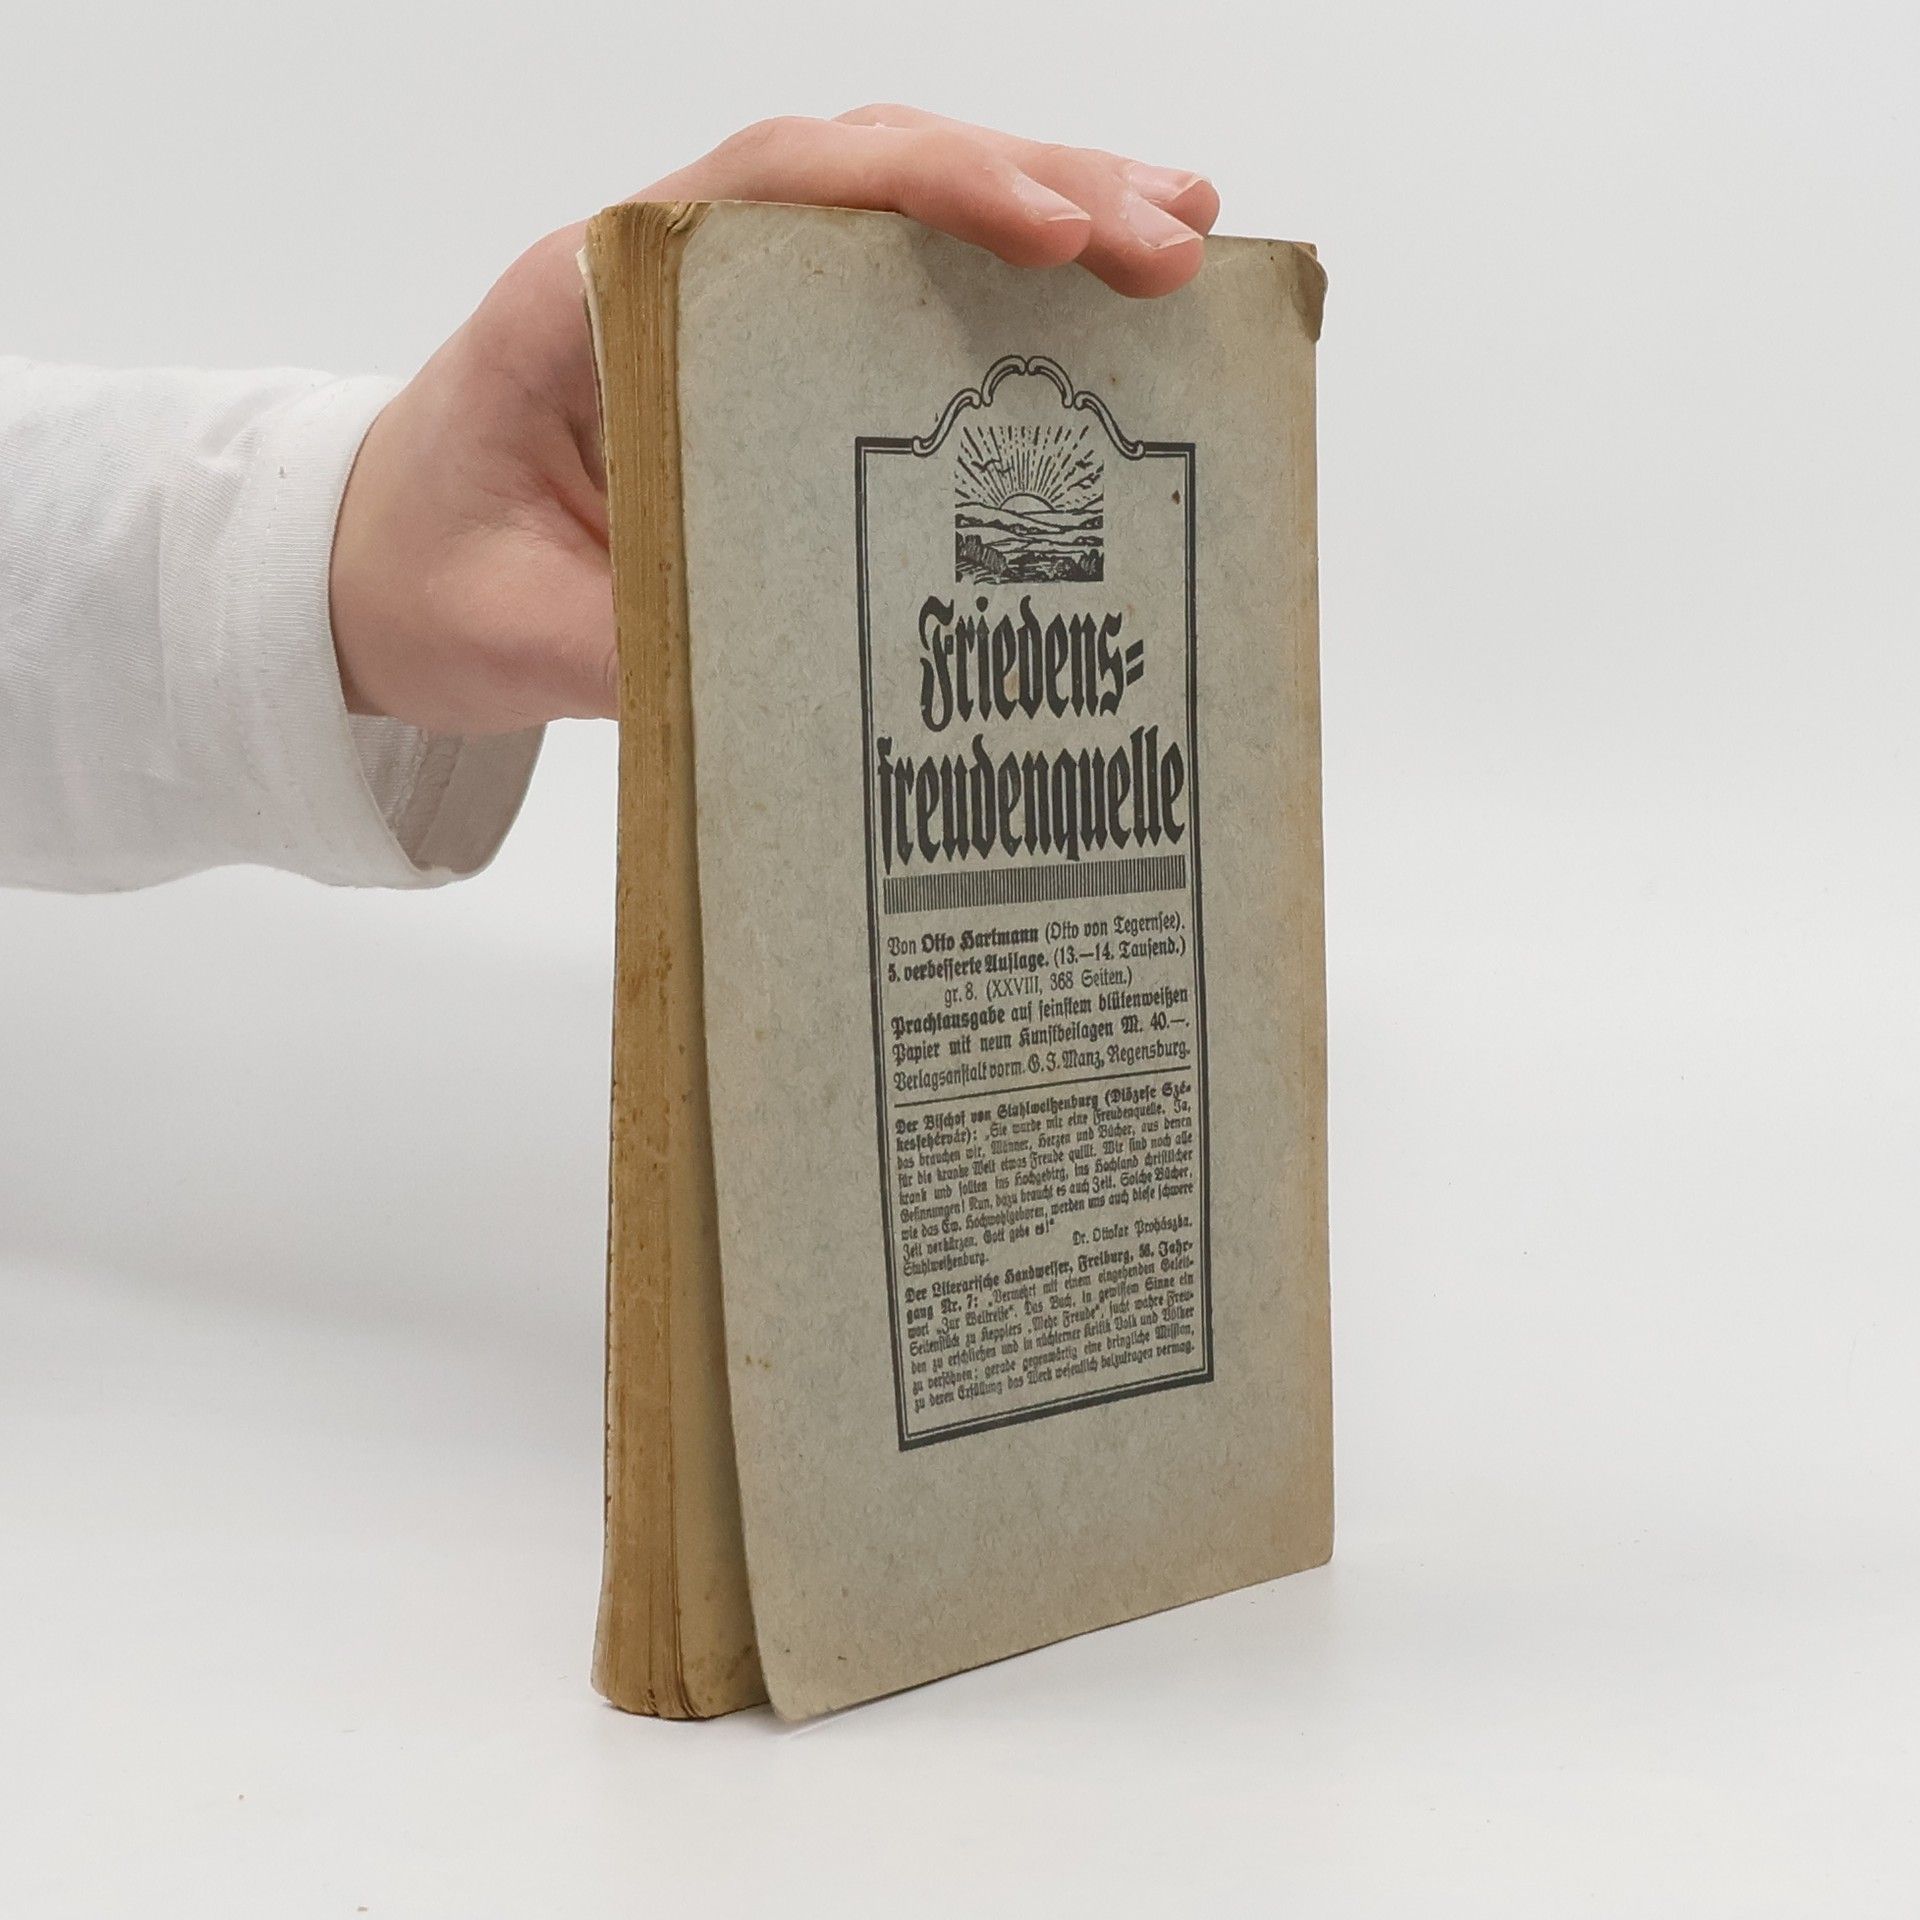 Friedens=
freudenquelle
Von Otto Hartmann (Otto von Tegernsee).
5. verbesserte Auflage. (13.—14. Tausend.)
gr. 8. (XXVIII, 368 Seiten.)
Prachtausgabe auf feinstem blütenweißen
Papier mit neun Kunstbeilagen M. 40.—.
Verlagsanstalt vorm. G. J. Manz, Regensburg.
Der Bischof von Stuhlweißenburg (Diözese Szé-
kesfehérvár): „Sie wurde mir eine Freudenquelle. Ja,
das brauchen wir, Männer, Herzen und Bücher, aus denen
für die kranke Welt etwas Freude quillt. Wir sind noch alle
krank und sollten ins Hochgebirg, ins Hochland christlicher
Gesinnungen! Nun, dazu braucht es auch Zeit. Solche Bücher,
wie das Ew. Hochwohlgeboren, werden uns auch diese schwere
Zeit verkürzen. Gott gebe es!“
Stuhlweißenburg. Dr. Ottokar Prohászka.
Der Literarische Handweiser, Freiburg, 58. Jahr-
gang Nr. 7: „Vermehrt mit einem eingehenden Geleit-
wort „Zur Weltreise“. Das Buch, in gewissem Sinne ein
Seitenstück zu Kepplers „Mehr Freude“, sucht wahre Freu-
den zu erschließen und in nüchterner Kritik Volk und Völker
zu versöhnen; gerade gegenwärtig eine dringliche Mission,
zu deren Erfüllung das Werk wesentlich beizutragen vermag.